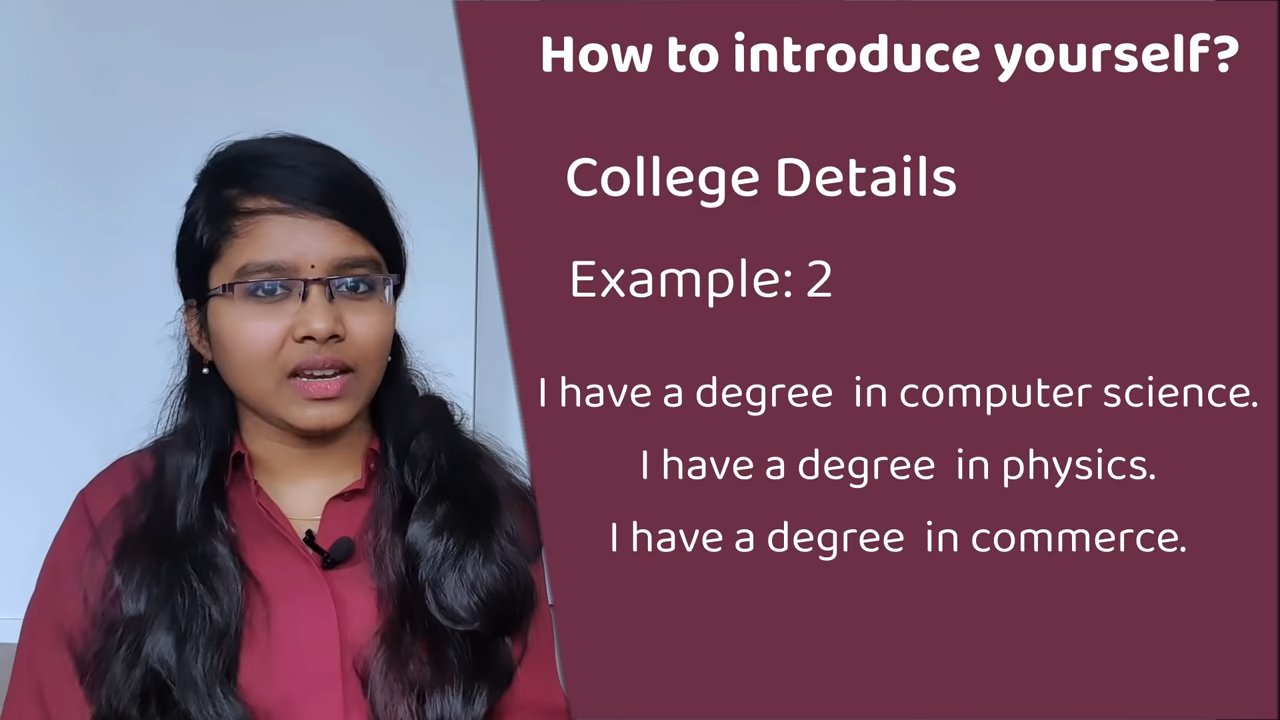 How to introduce yourself?
College Details
Example: 2
I have a degree in computer science.
I have a degree in physics.
I have a degree in commerce.